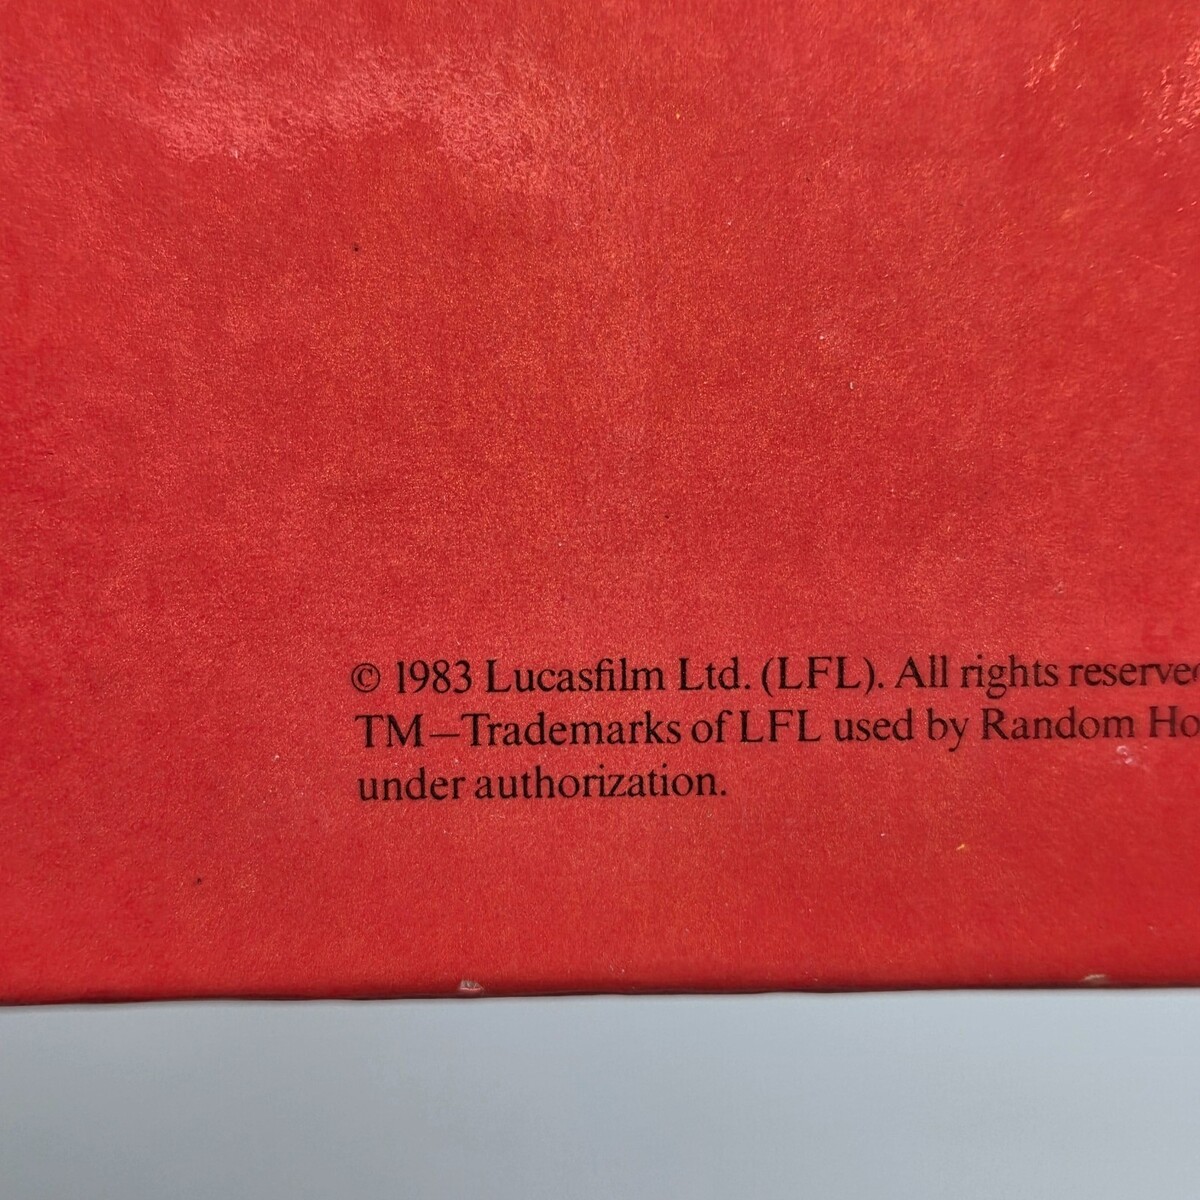 © 1983 Lucasfilm Ltd. (LFL). All rights reserve
TM—Trademarks of LFL used by Random Ho
under authorization.